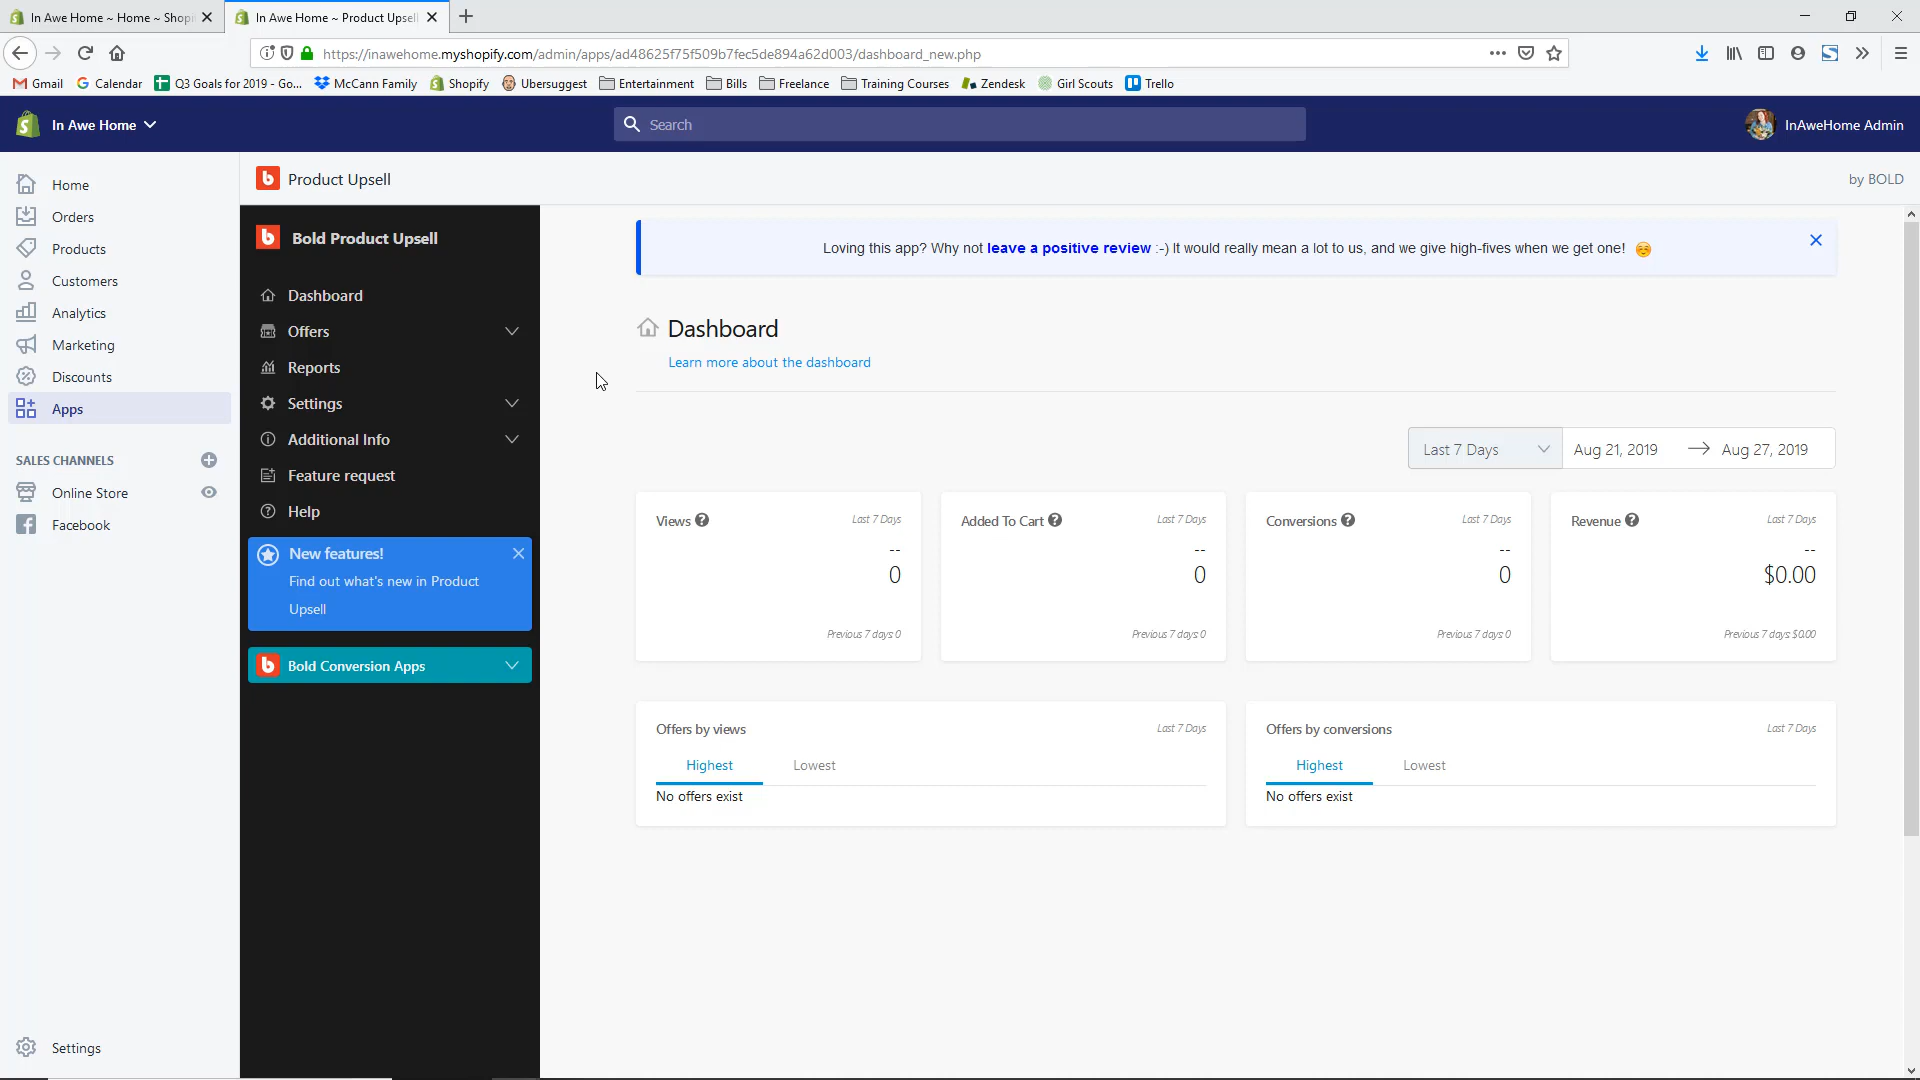 In Awe Home ~ Home ~ Shopi
In Awe Home ~ Product Upsell
https://inawehome.myshopify.com/admin/apps/ad48625f75f509b7fec5de894a62d003/dashboard_new.php
Gmail
Calendar
Q3 Goals for 2019 - Go...
McCann Family
Shopify
Ubersuggest
Entertainment
Bills
Freelance
Training Courses
Zendesk
Girl Scouts
Trello
In Awe Home
Search
InAweHome Admin
Home
Orders
Products
Customers
Analytics
Marketing
Discounts
Apps
SALES CHANNELS
Online Store
Facebook
Settings
Product Upsell
by BOLD
Bold Product Upsell
Dashboard
Offers
Reports
Settings
Additional Info
Feature request
Help
New features!
Find out what's new in Product
Upsell
Bold Conversion Apps
Loving this app? Why not leave a positive review :-) It would really mean a lot to us, and we give high-fives when we get one!
Dashboard
Learn more about the dashboard
Last 7 Days
Aug 21, 2019
Aug 27, 2019
Views
Last 7 Days
--
0
Previous 7 days 0
Added To Cart
Last 7 Days
--
0
Previous 7 days 0
Conversions
Last 7 Days
--
0
Previous 7 days 0
Revenue
Last 7 Days
--
$0.00
Previous 7 days $0.00
Offers by views
Last 7 Days
Highest
Lowest
No offers exist
Offers by conversions
Last 7 Days
Highest
Lowest
No offers exist